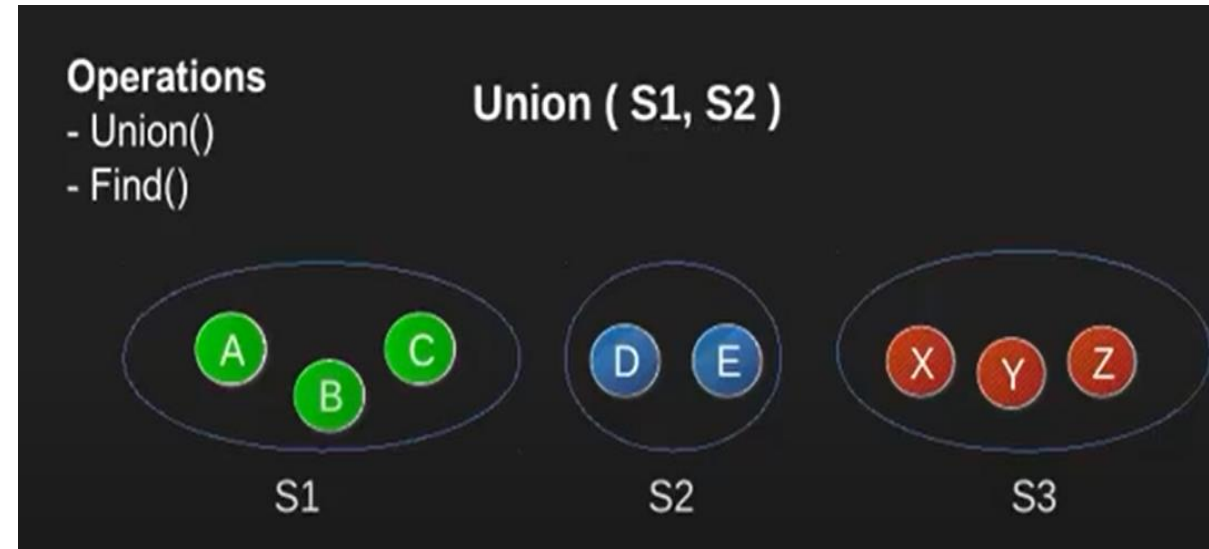 Operations
- Union()
- Find()
Union ( S1, S2 )
A B C D E X Y Z
S1 S2 S3